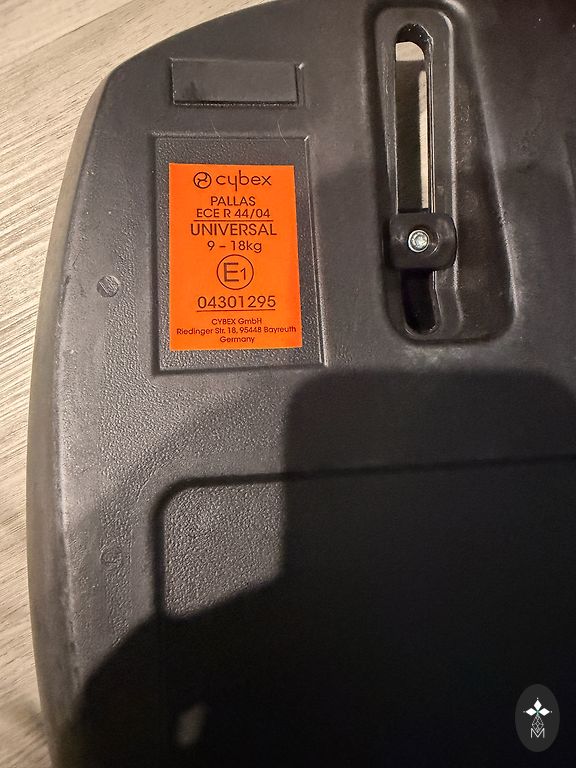 cybex
PALLAS
ECE R 44/04
UNIVERSAL
9 - 18kg
E1
04301295
CYBEX GmbH
Riedinger Str. 18, 95448 Bayreuth
Germany
M